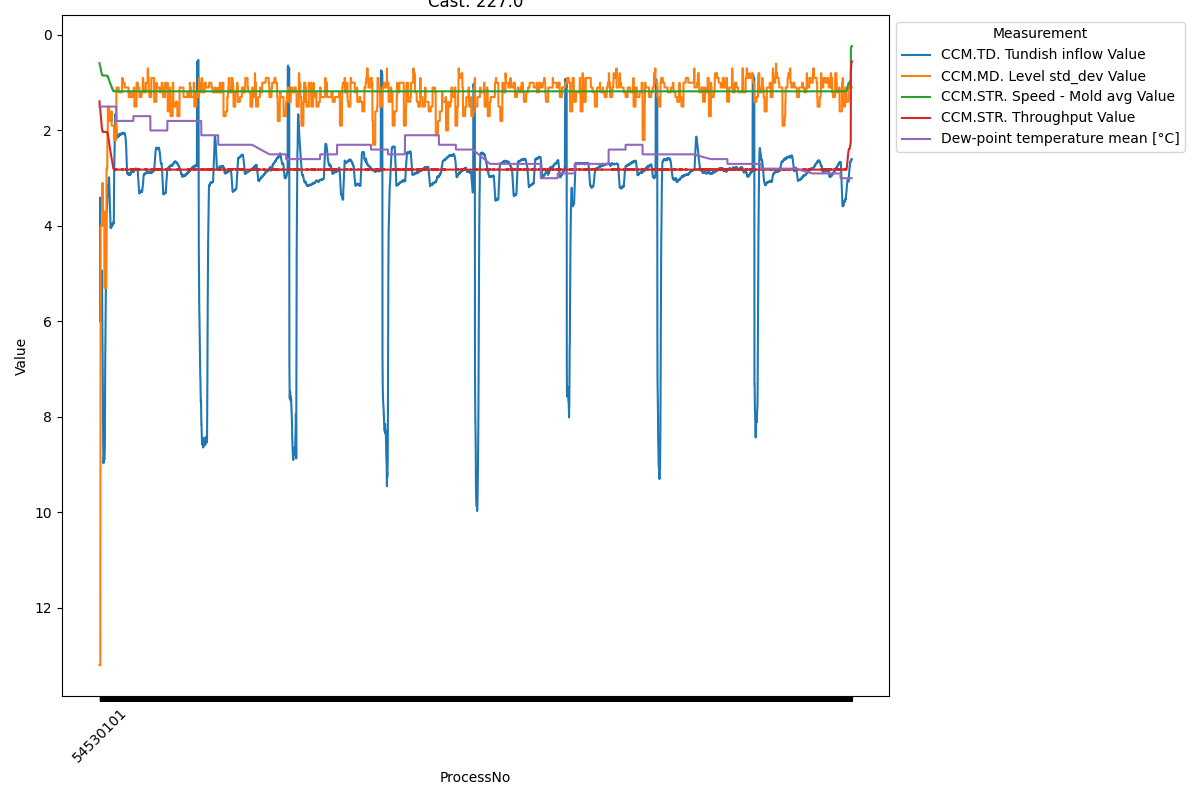 Cast: 227.0
Measurement
CCM.TD. Tundish inflow Value
CCM.MD. Level std_dev Value
CCM.STR. Speed - Mold avg Value
CCM.STR. Throughput Value
Dew-point temperature mean [°C]
Value
0
2
4
6
8
10
12
54530101
ProcessNo